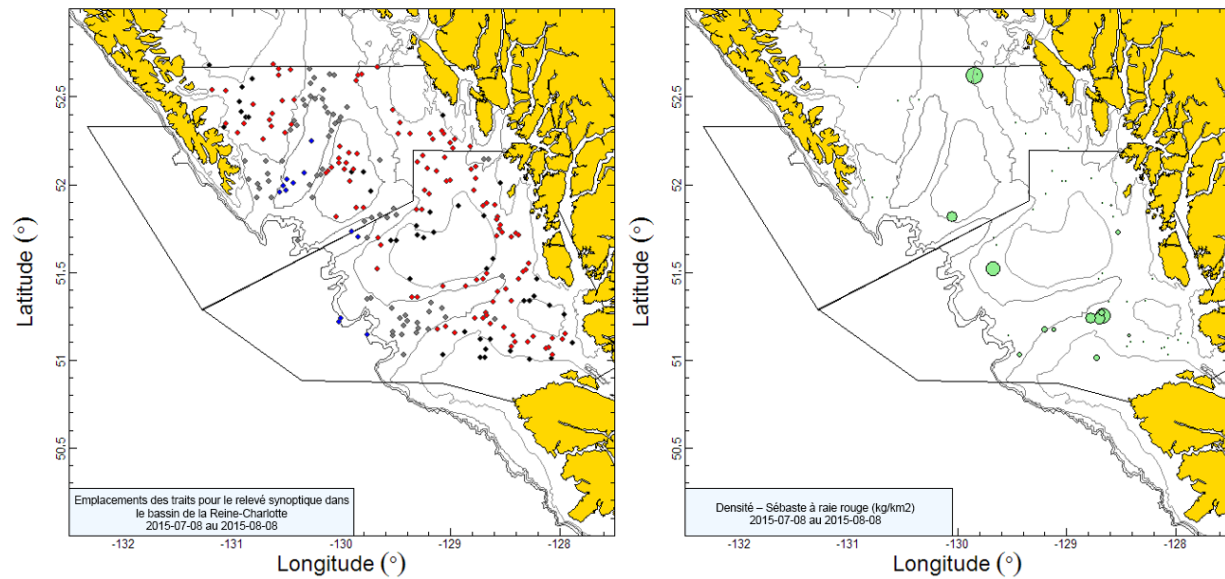 52.5
52
51.5
51
50.5
Latitude (°)
Emplacements des traits pour le relevé synoptique dans
le bassin de la Reine-Charlotte
2015-07-08 au 2015-08-08
-132
-131
-130
-129
-128
Longitude (°)
52.5
52
51.5
51
50.5
Latitude (°)
Densité – Sébaste à raie rouge (kg/km2)
2015-07-08 au 2015-08-08
-132
-131
-130
-129
-128
Longitude (°)